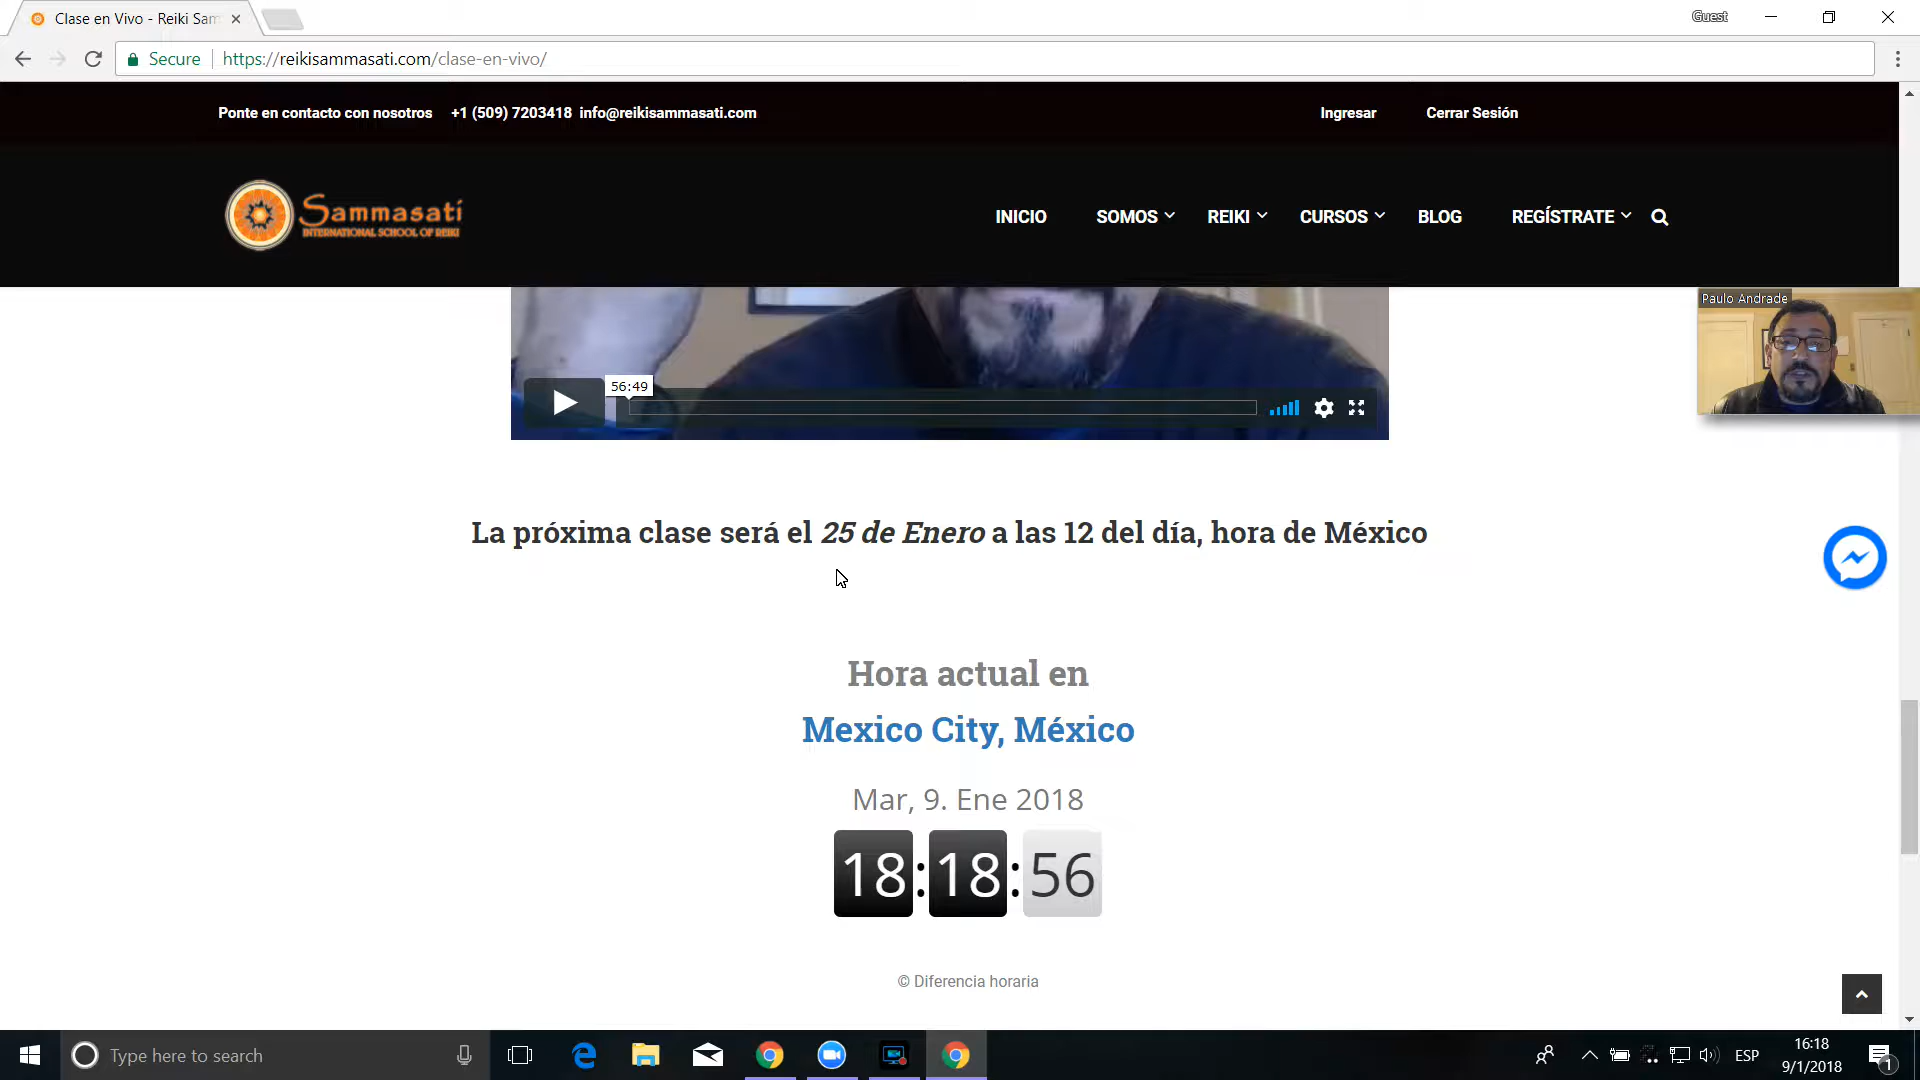 Clase en Vivo - Reiki Sam
Guest
Secure
https://reikisammasati.com/clase-en-vivo/
Ponte en contacto con nosotros +1 (509) 7203418 info@reikisammasati.com
Ingresar
Cerrar Sesión
Sammasati
INTERNATIONAL SCHOOL OF REIKI
INICIO
SOMOS
REIKI
CURSOS
BLOG
REGÍSTRATE
Paulo Andrade
56:49
La próxima clase será el 25 de Enero a las 12 del día, hora de México
Hora actual en
Mexico City, México
Mar, 9. Ene 2018
18:18:56
© Diferencia horaria
Type here to search
ESP
16:18
9/1/2018
1